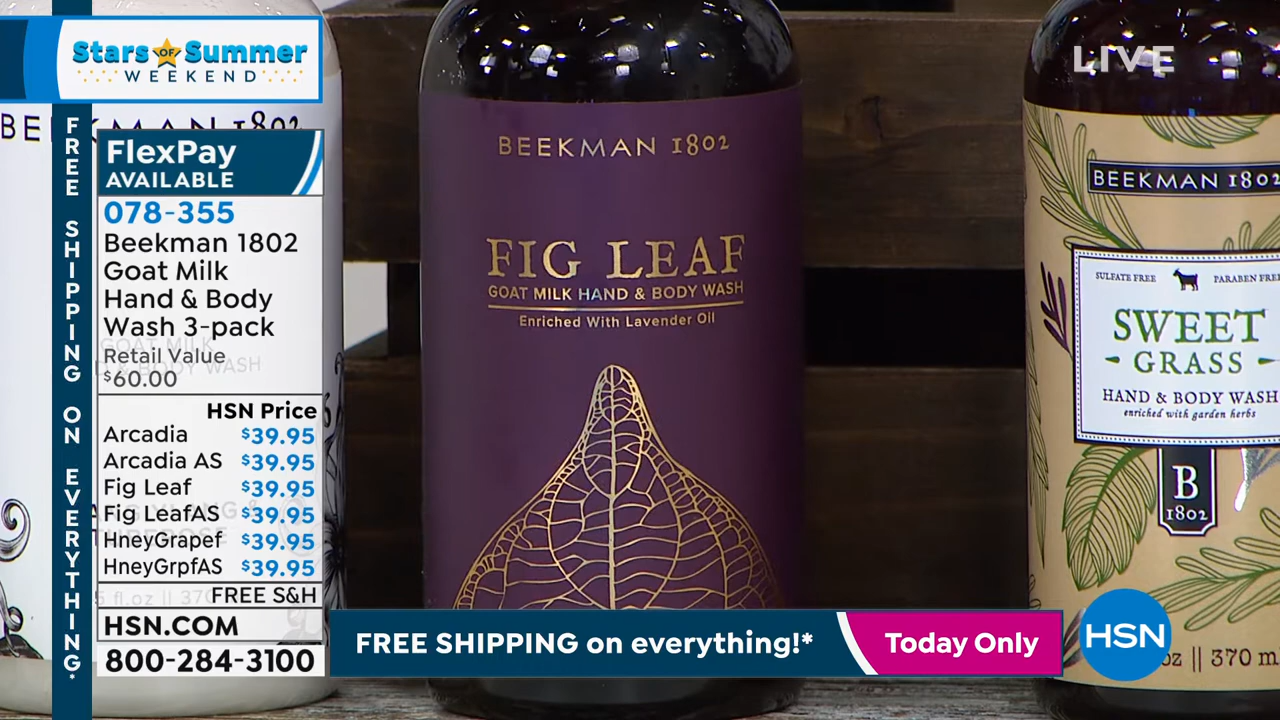 Stars OF Summer
WEEKEND
FREE SHIPPING ON EVERYTHING*
FlexPay
AVAILABLE
078-355
Beekman 1802
Goat Milk
Hand & Body
Wash 3-pack
Retail Value
$60.00
HSN Price
Arcadia $39.95
Arcadia AS $39.95
Fig Leaf $39.95
Fig LeafAS $39.95
HneyGrapef $39.95
HneyGrpfAS $39.95
FREE S&H
HSN.COM
800-284-3100
GOAT MILK
& BODY WASH
BEEKMAN 1802
FIG LEAF
GOAT MILK HAND & BODY WASH
Enriched With Lavender Oil
LIVE
BEEKMAN 1802
SULFATE FREE PARABEN FREE
SWEET
GRASS
HAND & BODY WASH
enriched with garden herbs
B
1802
oz || 370 m
FREE SHIPPING on everything!*
Today Only
HSN